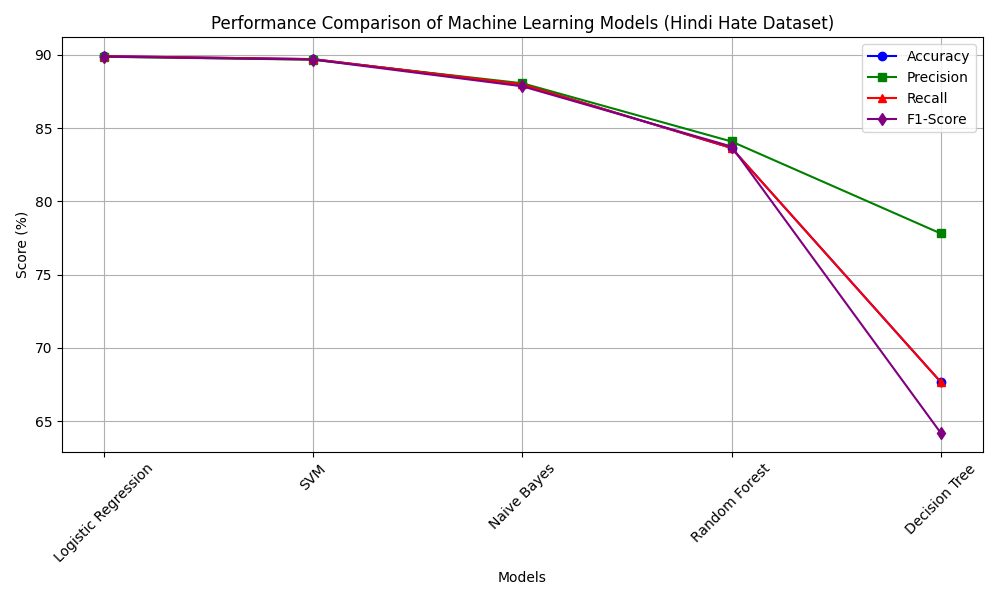 Performance Comparison of Machine Learning Models (Hindi Hate Dataset)
Accuracy
Precision
Recall
F1-Score
Score (%)
90
85
80
75
70
65
Logistic Regression
SVM
Naive Bayes
Random Forest
Decision Tree
Models